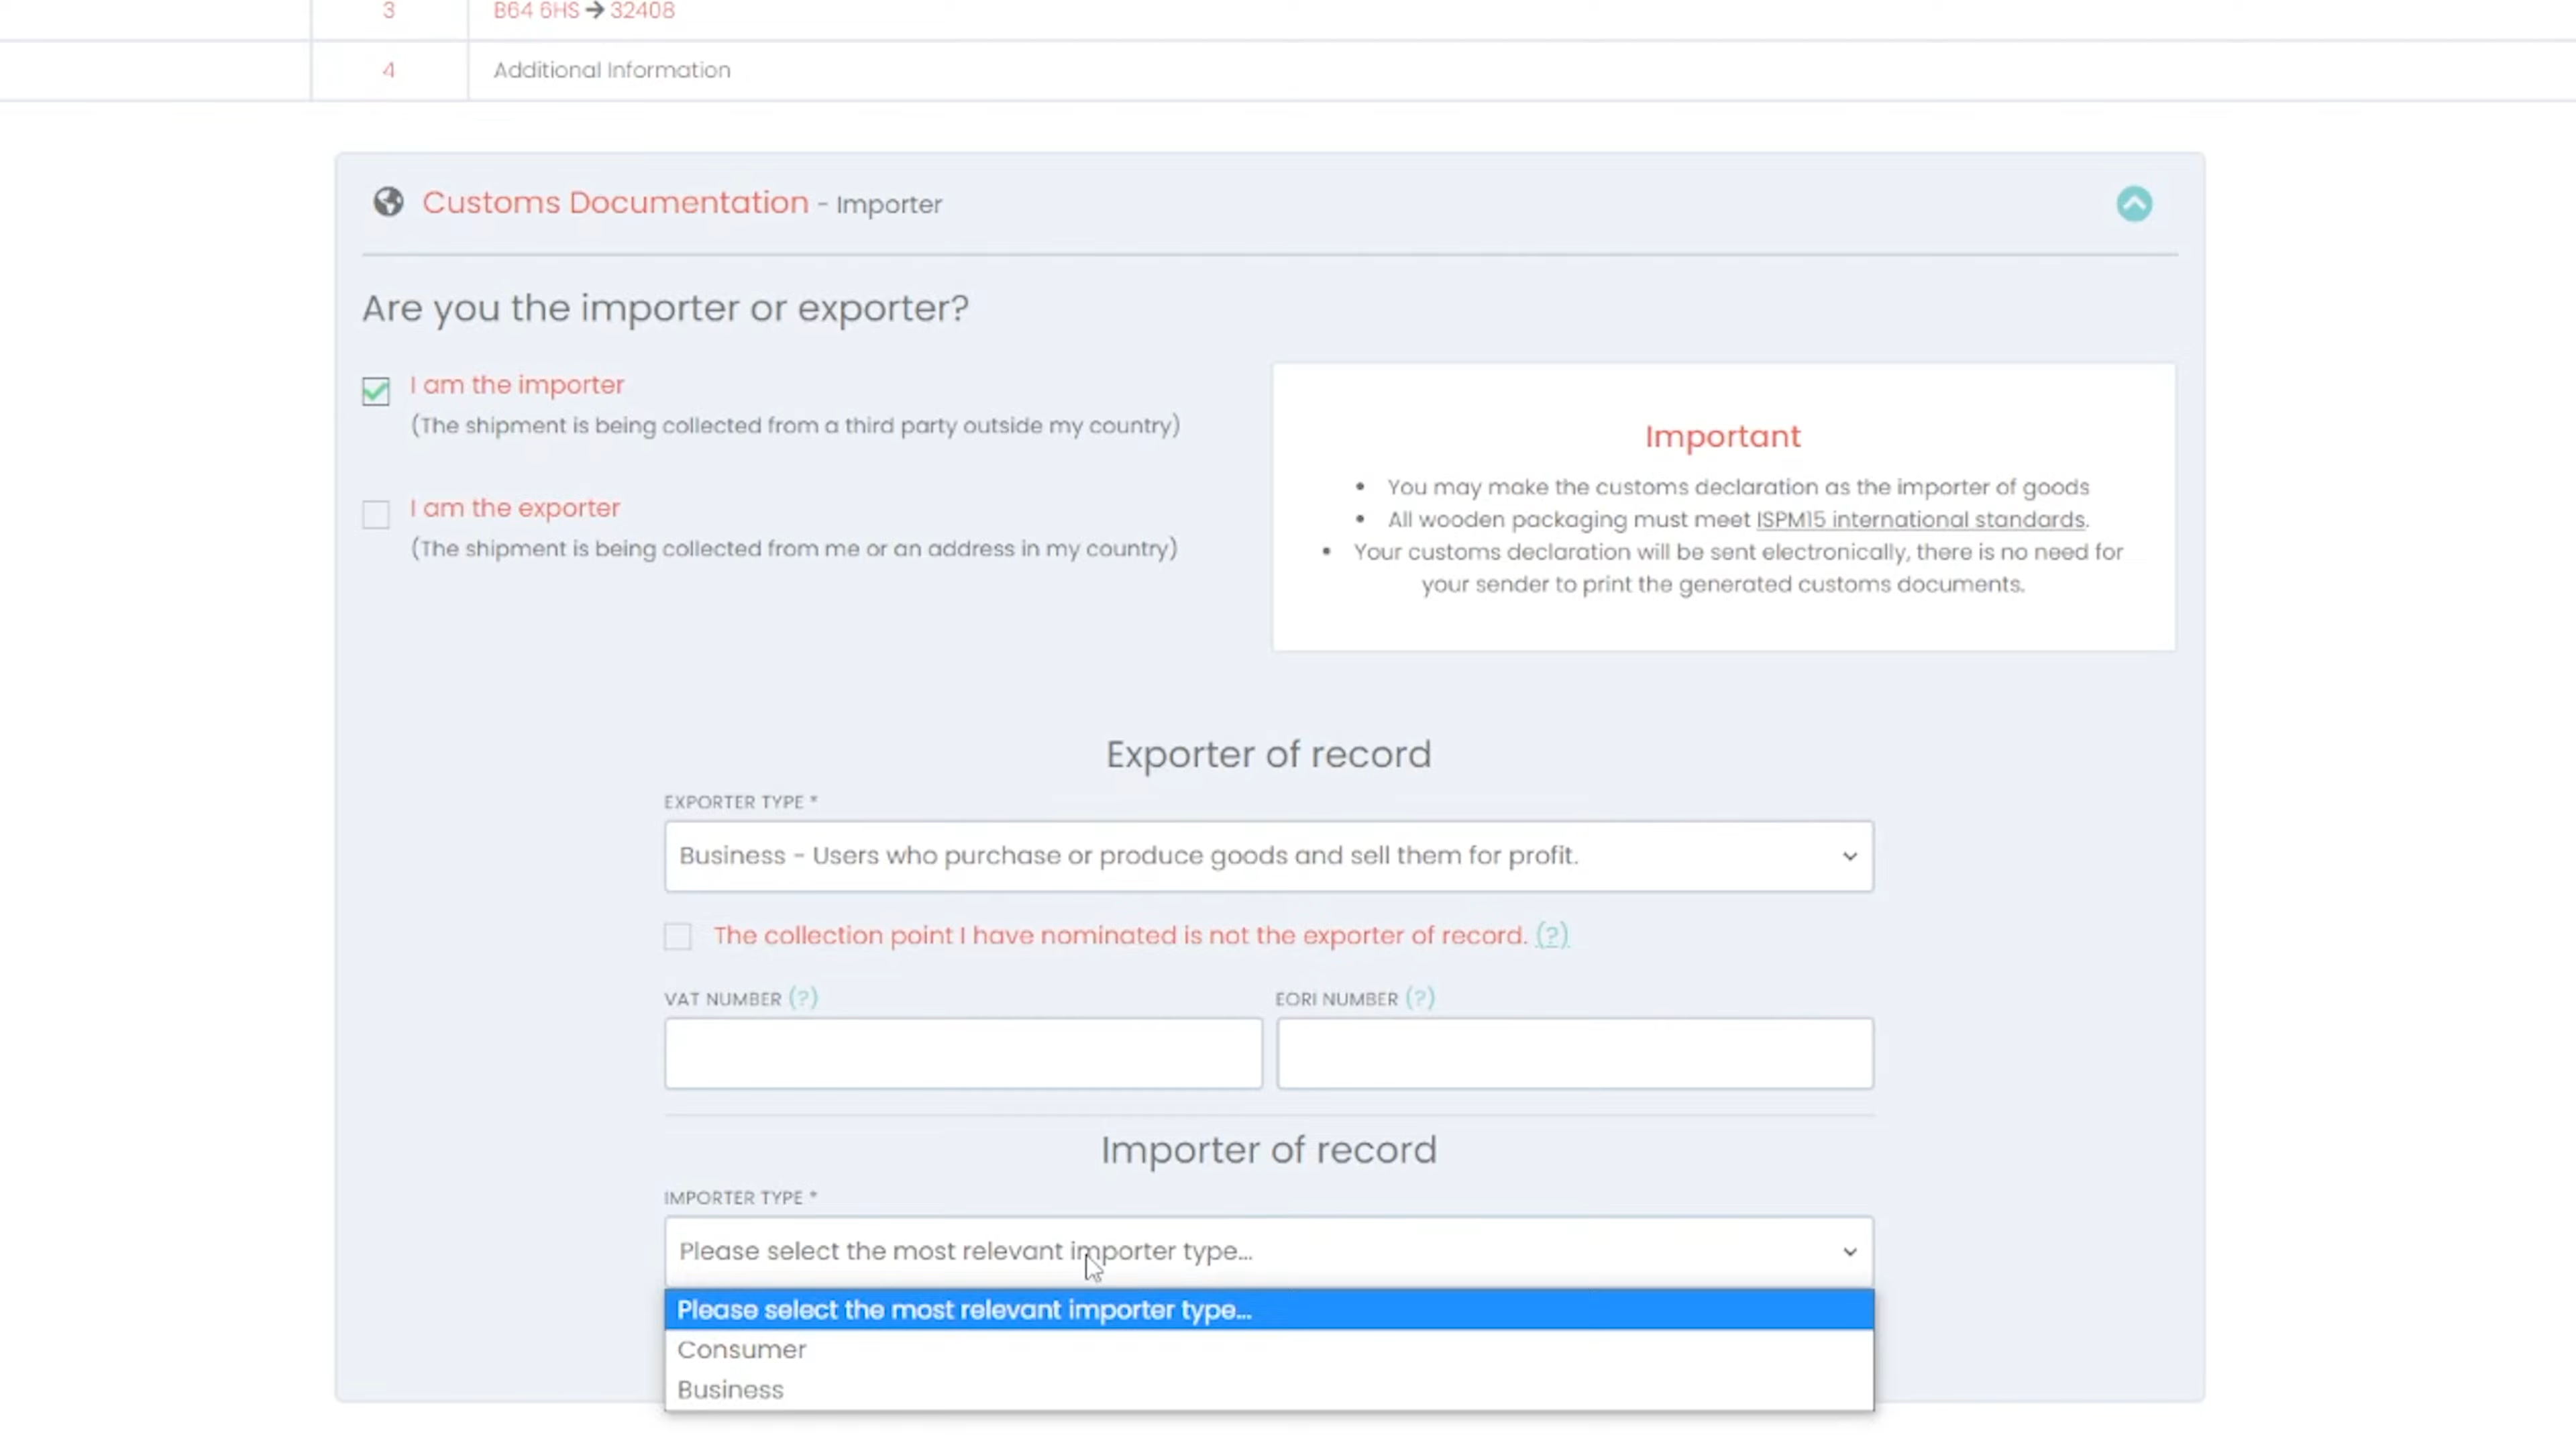 3 B64 6HS → 32408
4 Additional Information
Customs Documentation - Importer
Are you the importer or exporter?
I am the importer
(The shipment is being collected from a third party outside my country)
I am the exporter
(The shipment is being collected from me or an address in my country)
Important
• You may make the customs declaration as the importer of goods
• All wooden packaging must meet ISPM15 international standards.
• Your customs declaration will be sent electronically, there is no need for
your sender to print the generated customs documents.
Exporter of record
EXPORTER TYPE *
Business - Users who purchase or produce goods and sell them for profit.
The collection point I have nominated is not the exporter of record. (?)
VAT NUMBER (?) EORI NUMBER (?)
Importer of record
IMPORTER TYPE *
Please select the most relevant importer type...
Please select the most relevant importer type...
Consumer
Business